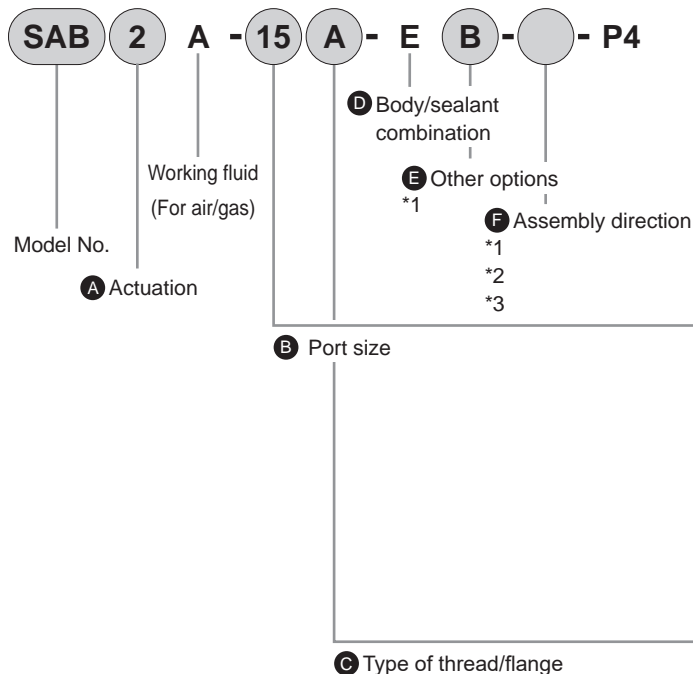 SAB 2 A - 15 A - E B - - P4
D Body/sealant
combination
Working fluid
(For air/gas)
E Other options
*1
F Assembly direction
*1
*2
*3
Model No.
A Actuation
B Port size
C Type of thread/flange